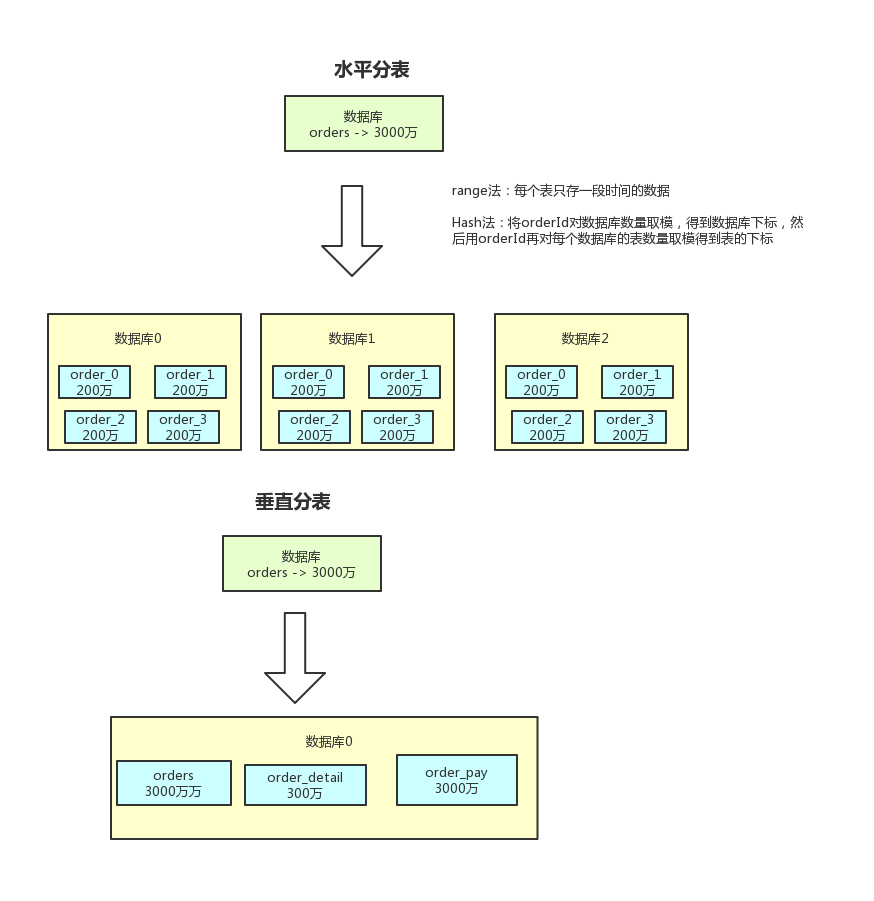 水平分表
数据库
orders -> 3000万
range法：每个表只存一段时间的数据
Hash法：将orderId对数据库数量取模，得到数据库下标，然
后用orderId再对每个数据库的表数量取模得到表的下标
数据库0
order_0
200万
order_1
200万
order_2
200万
order_3
200万
数据库1
order_0
200万
order_1
200万
order_2
200万
order_3
200万
数据库2
order_0
200万
order_1
200万
order_2
200万
order_3
200万
垂直分表
数据库
orders -> 3000万
数据库0
orders
3000万万
order_detail
300万
order_pay
3000万